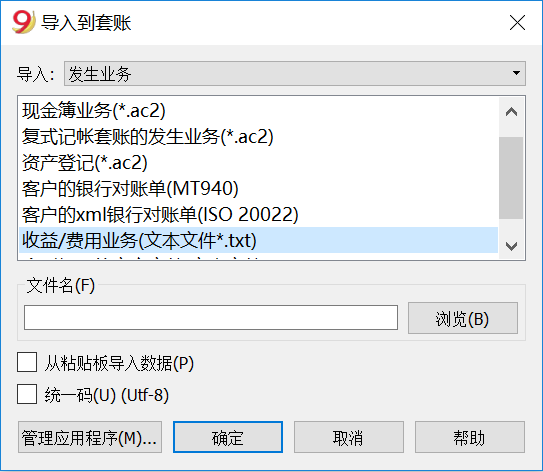 9 导入到套账
导入: 发生业务
现金簿业务(*.ac2)
复式记帐套账的发生业务(*.ac2)
资产登记(*.ac2)
客户的银行对账单(MT940)
客户的xml银行对账单(ISO 20022)
收益/费用业务(文本文件*.txt)
文件名(F)
浏览(B)
从粘贴板导入数据(P)
统一码(U) (Utf-8)
管理应用程序(M)... 确定 取消 帮助